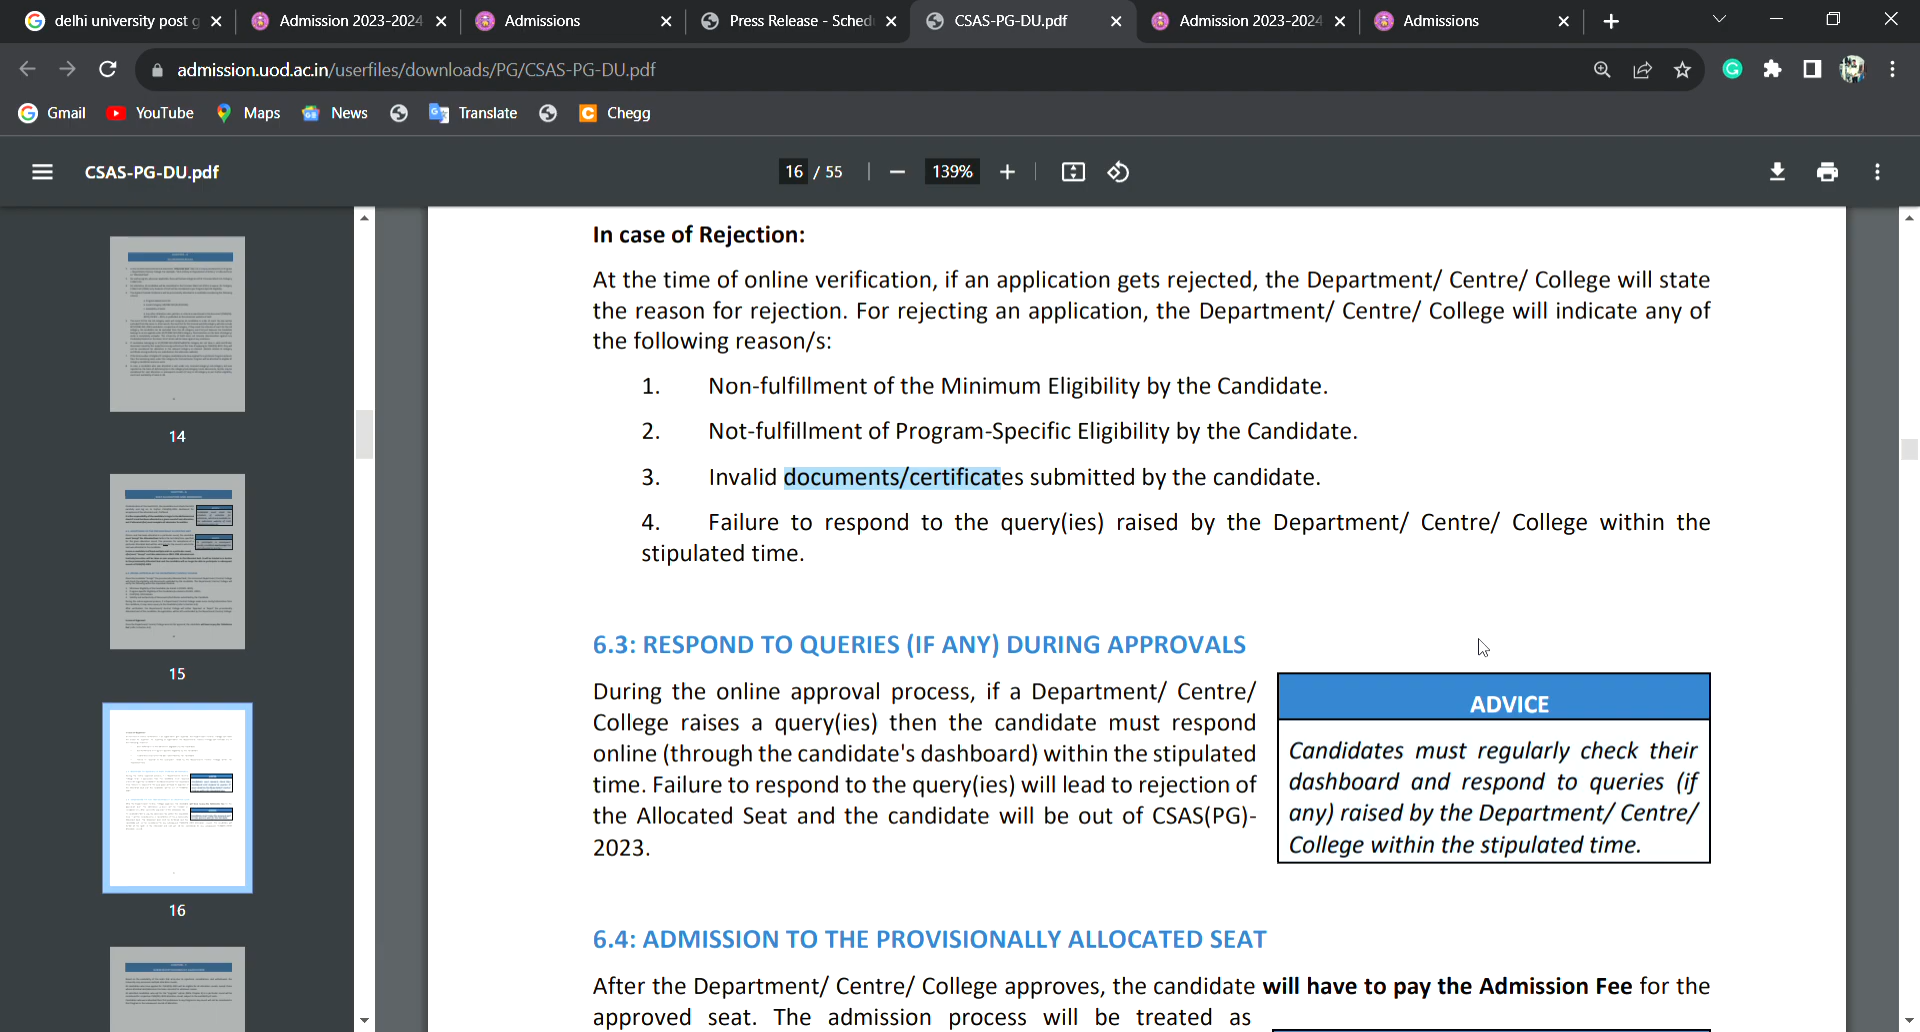 delhi university post g
Admission 2023-2024
Admissions
Press Release - Sched
CSAS-PG-DU.pdf
Admission 2023-2024
Admissions
admission.uod.ac.in/userfiles/downloads/PG/CSAS-PG-DU.pdf
Gmail
YouTube
Maps
News
Translate
Chegg
CSAS-PG-DU.pdf
16 / 55
139%
14
15
16
In case of Rejection:
At the time of online verification, if an application gets rejected, the Department/ Centre/ College will state
the reason for rejection. For rejecting an application, the Department/ Centre/ College will indicate any of
the following reason/s:
1. Non-fulfillment of the Minimum Eligibility by the Candidate.
2. Not-fulfillment of Program-Specific Eligibility by the Candidate.
3. Invalid documents/certificates submitted by the candidate.
4. Failure to respond to the query(ies) raised by the Department/ Centre/ College within the
stipulated time.
6.3: RESPOND TO QUERIES (IF ANY) DURING APPROVALS
During the online approval process, if a Department/ Centre/
College raises a query(ies) then the candidate must respond
online (through the candidate's dashboard) within the stipulated
time. Failure to respond to the query(ies) will lead to rejection of
the Allocated Seat and the candidate will be out of CSAS(PG)-
2023.
ADVICE
Candidates must regularly check their
dashboard and respond to queries (if
any) raised by the Department/ Centre/
College within the stipulated time.
6.4: ADMISSION TO THE PROVISIONALLY ALLOCATED SEAT
After the Department/ Centre/ College approves, the candidate will have to pay the Admission Fee for the
approved seat. The admission process will be treated as